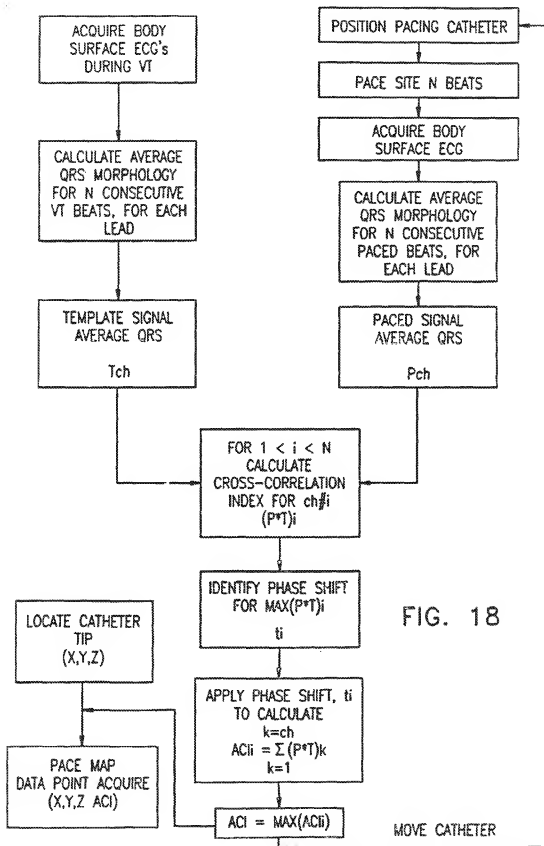 ACQUIRE BODY
SURFACE ECG's
DURING VT
CALCULATE AVERAGE
QRS MORPHOLOGY
FOR N CONSECUTIVE
VT BEATS, FOR EACH
LEAD
TEMPLATE SIGNAL
AVERAGE QRS
Tch
POSITION PACING CATHETER
PACE SITE N BEATS
ACQUIRE BODY
SURFACE ECG
CALCULATE AVERAGE
QRS MORPHOLOGY
FOR N CONSECUTIVE
PACED BEATS, FOR
EACH LEAD
PACED SIGNAL
AVERAGE QRS
Pch
FOR 1 < i < N
CALCULATE
CROSS-CORRELATION
INDEX FOR ch#i
(P*T)i
IDENTIFY PHASE SHIFT
FOR MAX(P*T)i
ti
FIG. 18
LOCATE CATHETER
TIP
(X,Y,Z)
APPLY PHASE SHIFT, ti
TO CALCULATE
k=ch
ACIi = Σ (P*T)k
k=1
PACE MAP
DATA POINT ACQUIRE
(X,Y,Z ACI)
ACI = MAX(ACIi)
MOVE CATHETER